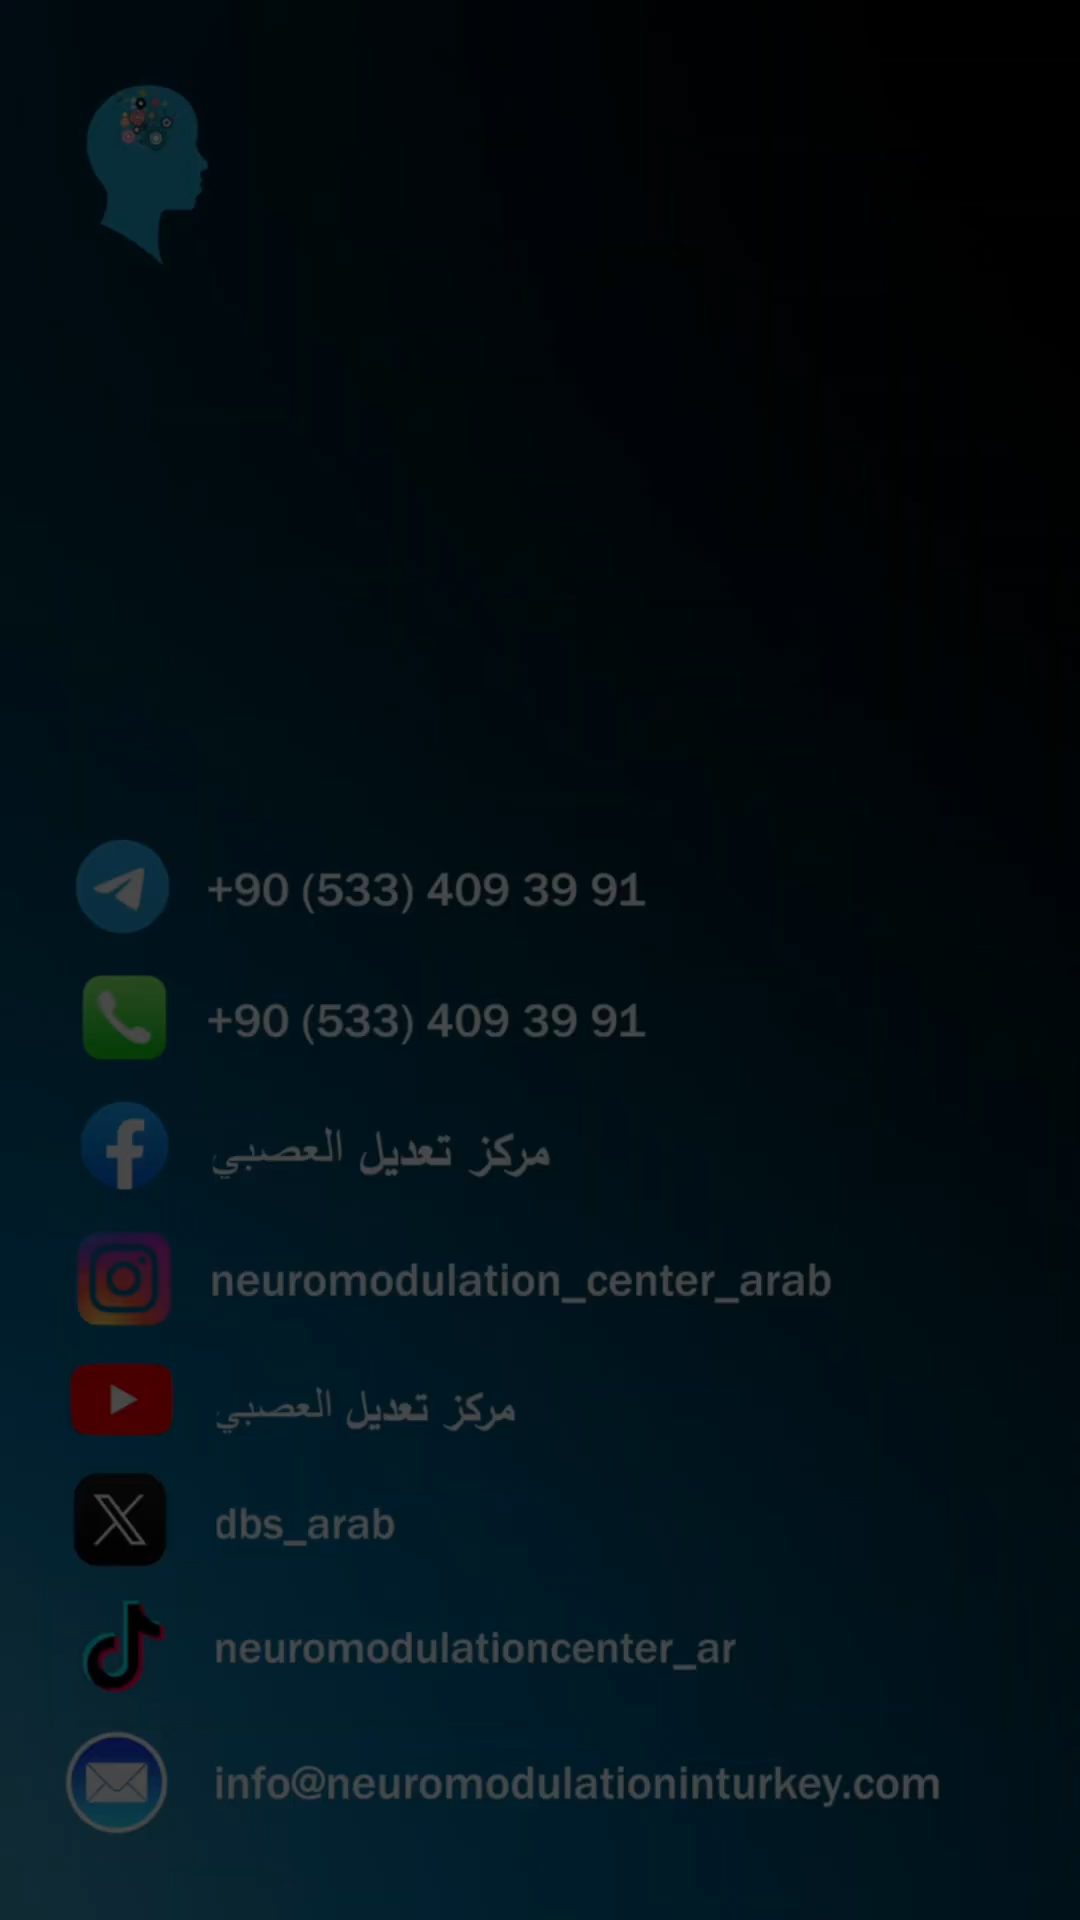 +90 (533) 409 39 91
+90 (533) 409 39 91
مركز تعديل العصبي
neuromodulation_center_arab
مركز تعديل العصبي
dbs_arab
neuromodulationcenter_ar
info@neuromodulationinturkey.com